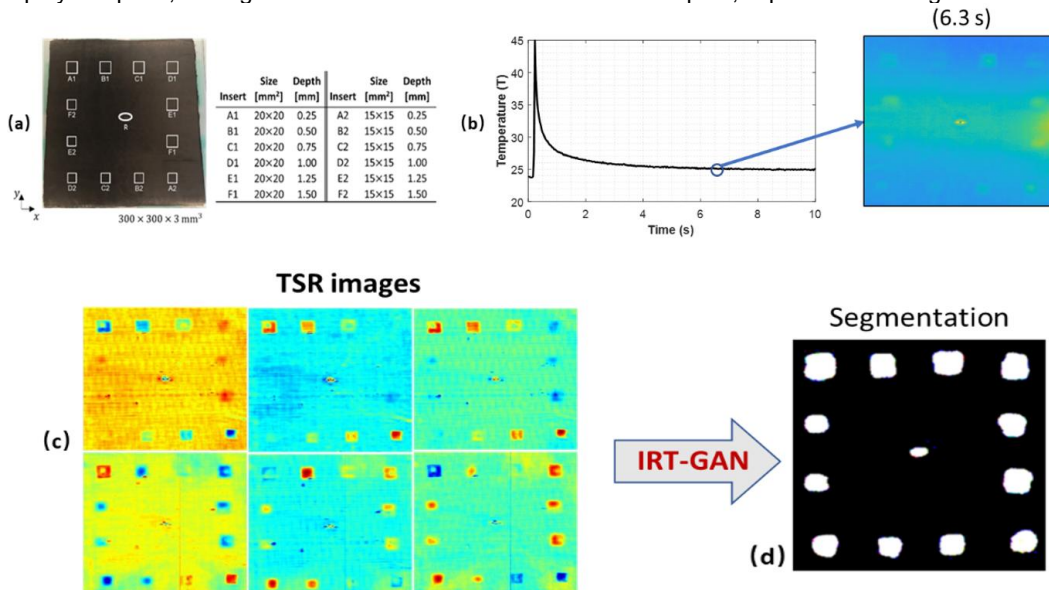 (a)
A1 B1 C1 D1
F2 E1
R
E2 F1
D2 C2 B2 A2
y
x
300 × 300 × 3 mm³
Size Depth Size Depth
Insert [mm²] [mm] Insert [mm²] [mm]
A1 20×20 0.25 A2 15×15 0.25
B1 20×20 0.50 B2 15×15 0.50
C1 20×20 0.75 C2 15×15 0.75
D1 20×20 1.00 D2 15×15 1.00
E1 20×20 1.25 E2 15×15 1.25
F1 20×20 1.50 F2 15×15 1.50
(b)
Temperature (T)
45
40
35
30
25
20
0 2 4 6 8 10
Time (s)
(6.3 s)
TSR images
(c)
IRT-GAN
Segmentation
(d)